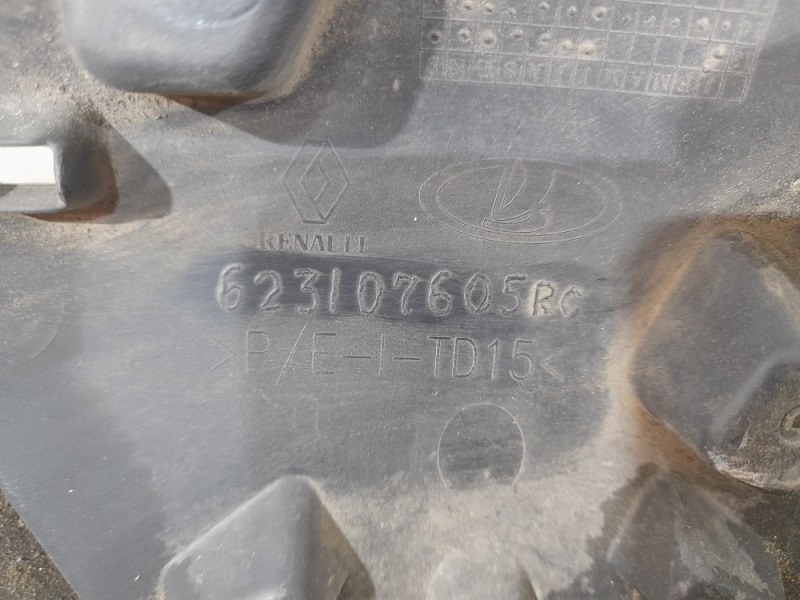 RENAULT
623107605RC
>P/E-I-TD15<